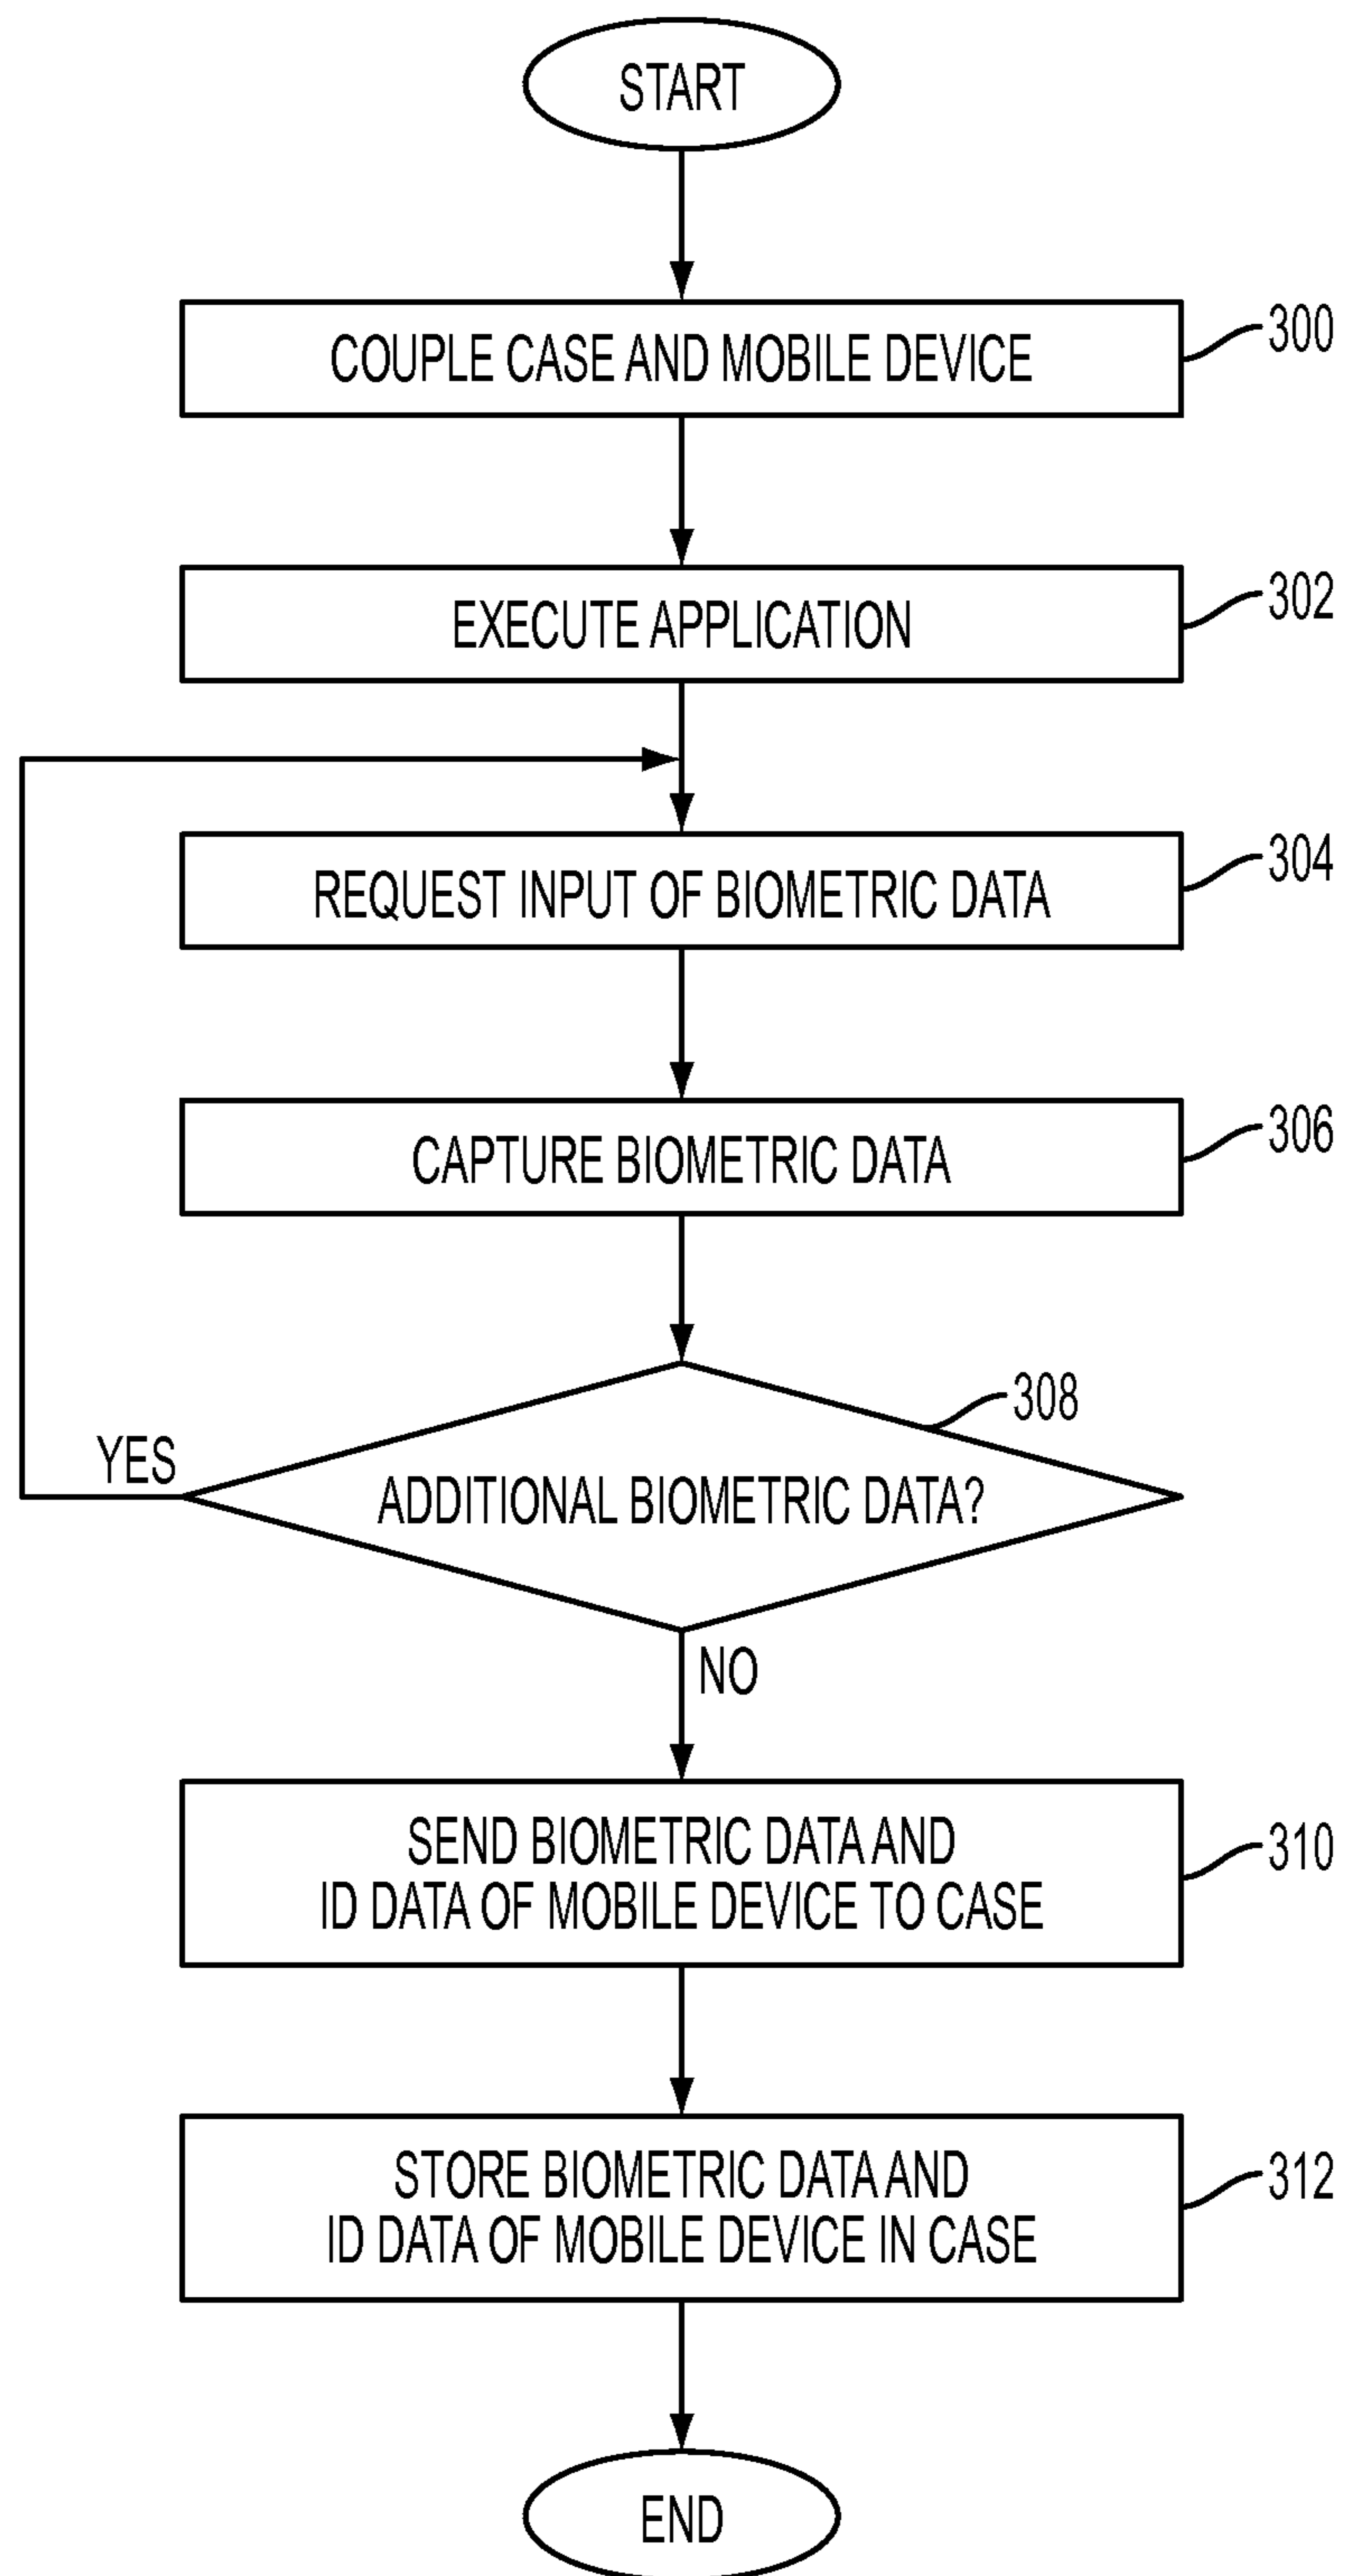 START
COUPLE CASE AND MOBILE DEVICE
300
EXECUTE APPLICATION
302
REQUEST INPUT OF BIOMETRIC DATA
304
CAPTURE BIOMETRIC DATA
306
308
YES
ADDITIONAL BIOMETRIC DATA?
NO
SEND BIOMETRIC DATA AND
ID DATA OF MOBILE DEVICE TO CASE
310
STORE BIOMETRIC DATA AND
ID DATA OF MOBILE DEVICE IN CASE
312
END